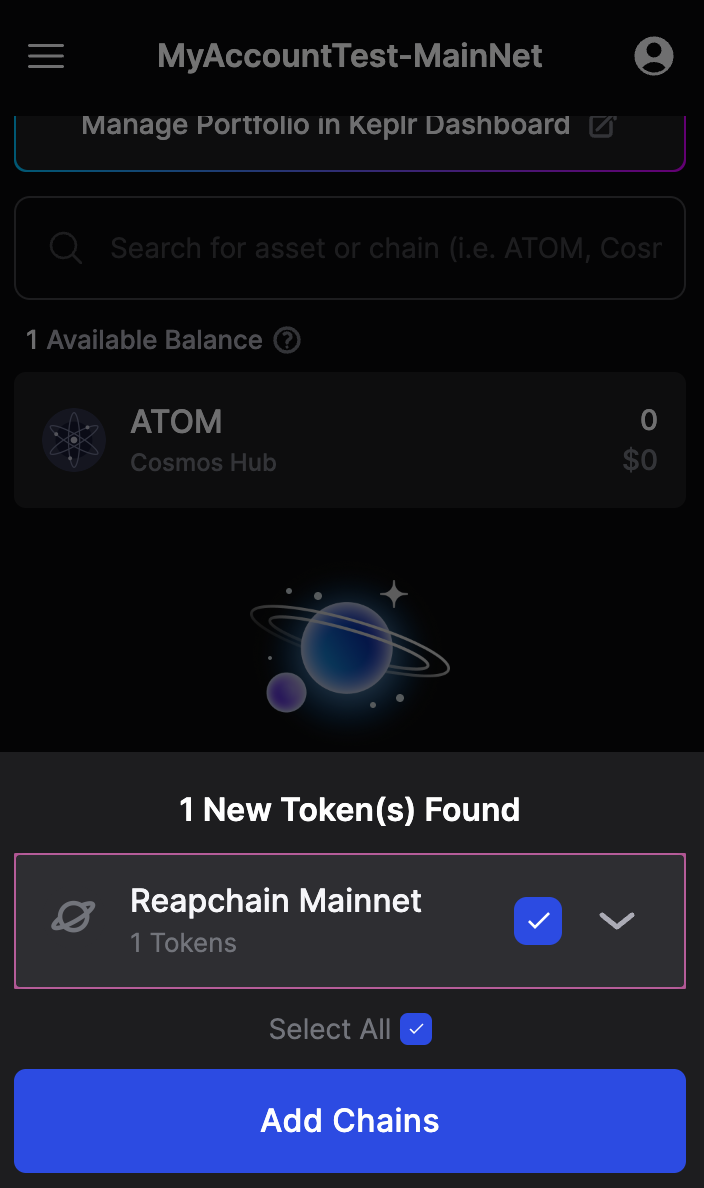 MyAccountTest-MainNet
Manage Portfolio in Keplr Dashboard
Search for asset or chain (i.e. ATOM, Cosr
1 Available Balance
ATOM
0
Cosmos Hub
$0
1 New Token(s) Found
Reapchain Mainnet
1 Tokens
Select All
Add Chains